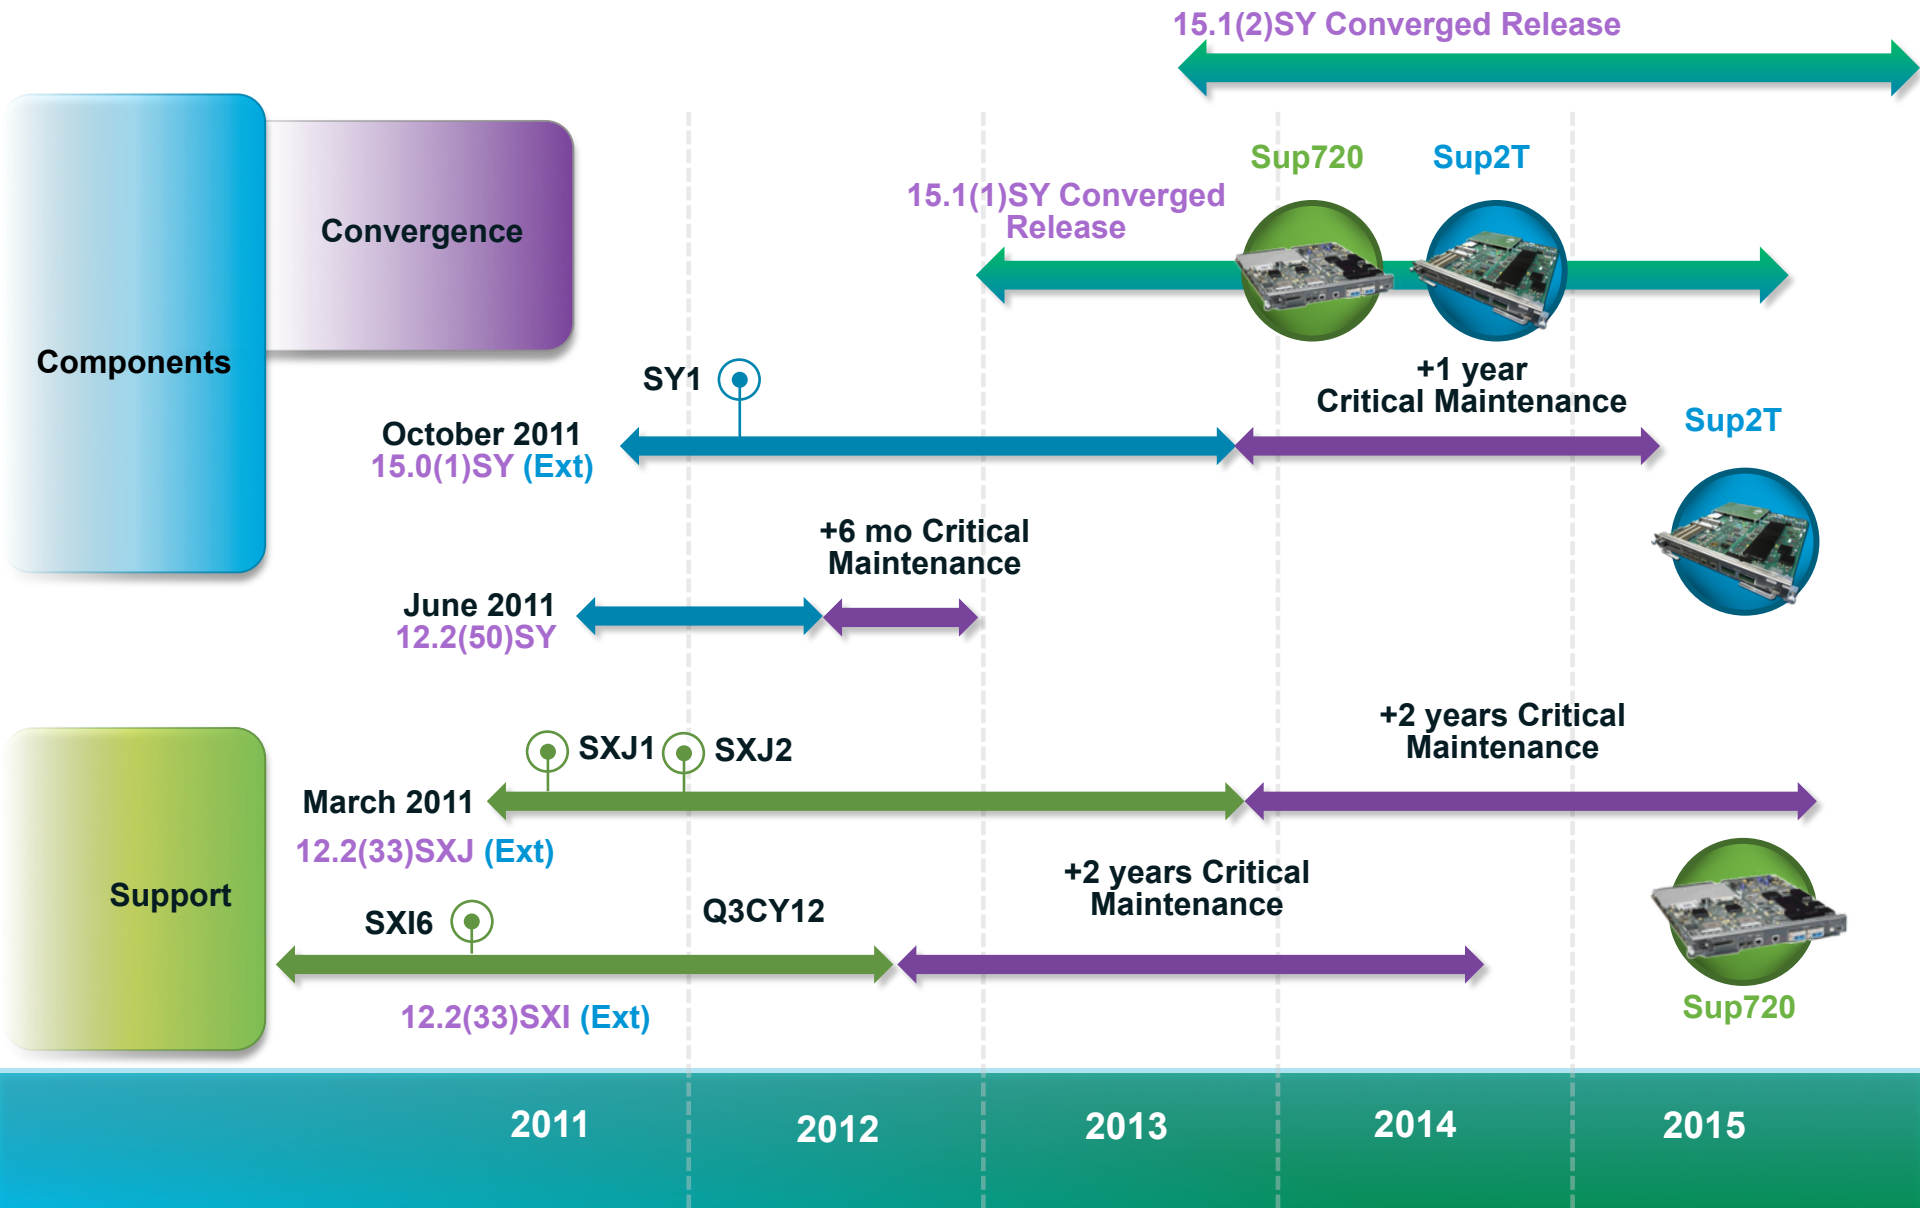 15.1(2)SY Converged Release
Sup720
Sup2T
15.1(1)SY Converged
Release
Convergence
Components
SY1
+1 year
Critical Maintenance
October 2011
15.0(1)SY (Ext)
Sup2T
+6 mo Critical
Maintenance
June 2011
12.2(50)SY
+2 years Critical
Maintenance
SXJ1
SXJ2
March 2011
12.2(33)SXJ (Ext)
Support
+2 years Critical
Maintenance
SXI6
Q3CY12
12.2(33)SXI (Ext)
Sup720
2011
2012
2013
2014
2015